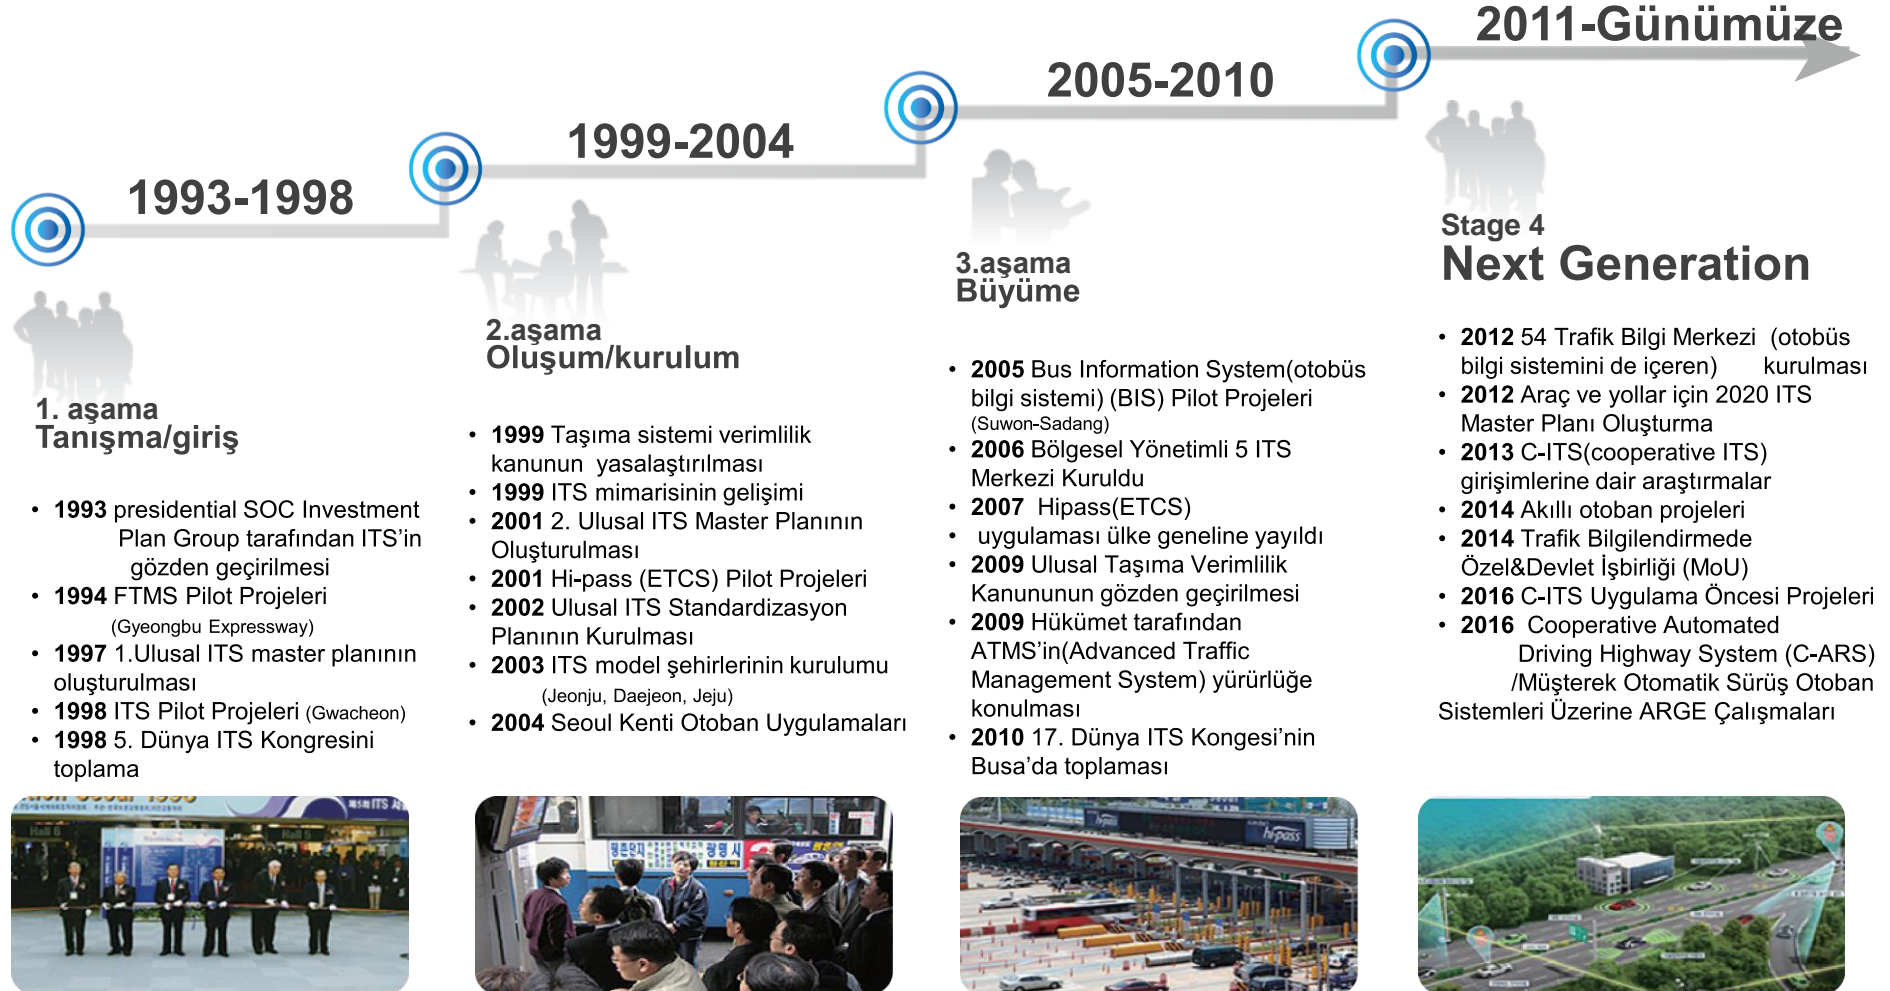 1993-1998
1. aşama
Tanışma/giriş
• 1993 presidential SOC Investment
Plan Group tarafından ITS’in
gözden geçirilmesi
• 1994 FTMS Pilot Projeleri
(Gyeongbu Expressway)
• 1997 1.Ulusal ITS master planının
oluşturulması
• 1998 ITS Pilot Projeleri (Gwacheon)
• 1998 5. Dünya ITS Kongresini
toplama
Hall 6
Hall 5
1999-2004
2.aşama
Oluşum/kurulum
• 1999 Taşıma sistemi verimlilik
kanunun yasalaştırılması
• 1999 ITS mimarisinin gelişimi
• 2001 2. Ulusal ITS Master Planının
Oluşturulması
• 2001 Hi-pass (ETCS) Pilot Projeleri
• 2002 Ulusal ITS Standardizasyon
Planının Kurulması
• 2003 ITS model şehirlerinin kurulumu
(Jeonju, Daejeon, Jeju)
• 2004 Seoul Kenti Otoban Uygulamaları
광명시
2005-2010
3.aşama
Büyüme
• 2005 Bus Information System(otobüs
bilgi sistemi) (BIS) Pilot Projeleri
(Suwon-Sadang)
• 2006 Bölgesel Yönetimli 5 ITS
Merkezi Kuruldu
• 2007 Hipass(ETCS)
• uygulaması ülke geneline yayıldı
• 2009 Ulusal Taşıma Verimlilik
Kanununun gözden geçirilmesi
• 2009 Hükümet tarafından
ATMS’in(Advanced Traffic
Management System) yürürlüğe
konulması
• 2010 17. Dünya ITS Kongesi’nin
Busa’da toplaması
hi-pass
hi-pass
2011-Günümüze
Stage 4
Next Generation
• 2012 54 Trafik Bilgi Merkezi (otobüs
bilgi sistemini de içeren) kurulması
• 2012 Araç ve yollar için 2020 ITS
Master Planı Oluşturma
• 2013 C-ITS(cooperative ITS)
girişimlerine dair araştırmalar
• 2014 Akıllı otoban projeleri
• 2014 Trafik Bilgilendirmede
Özel&Devlet İşbirliği (MoU)
• 2016 C-ITS Uygulama Öncesi Projeleri
• 2016 Cooperative Automated
Driving Highway System (C-ARS)
/Müşterek Otomatik Sürüş Otoban
Sistemleri Üzerine ARGE Çalışmaları